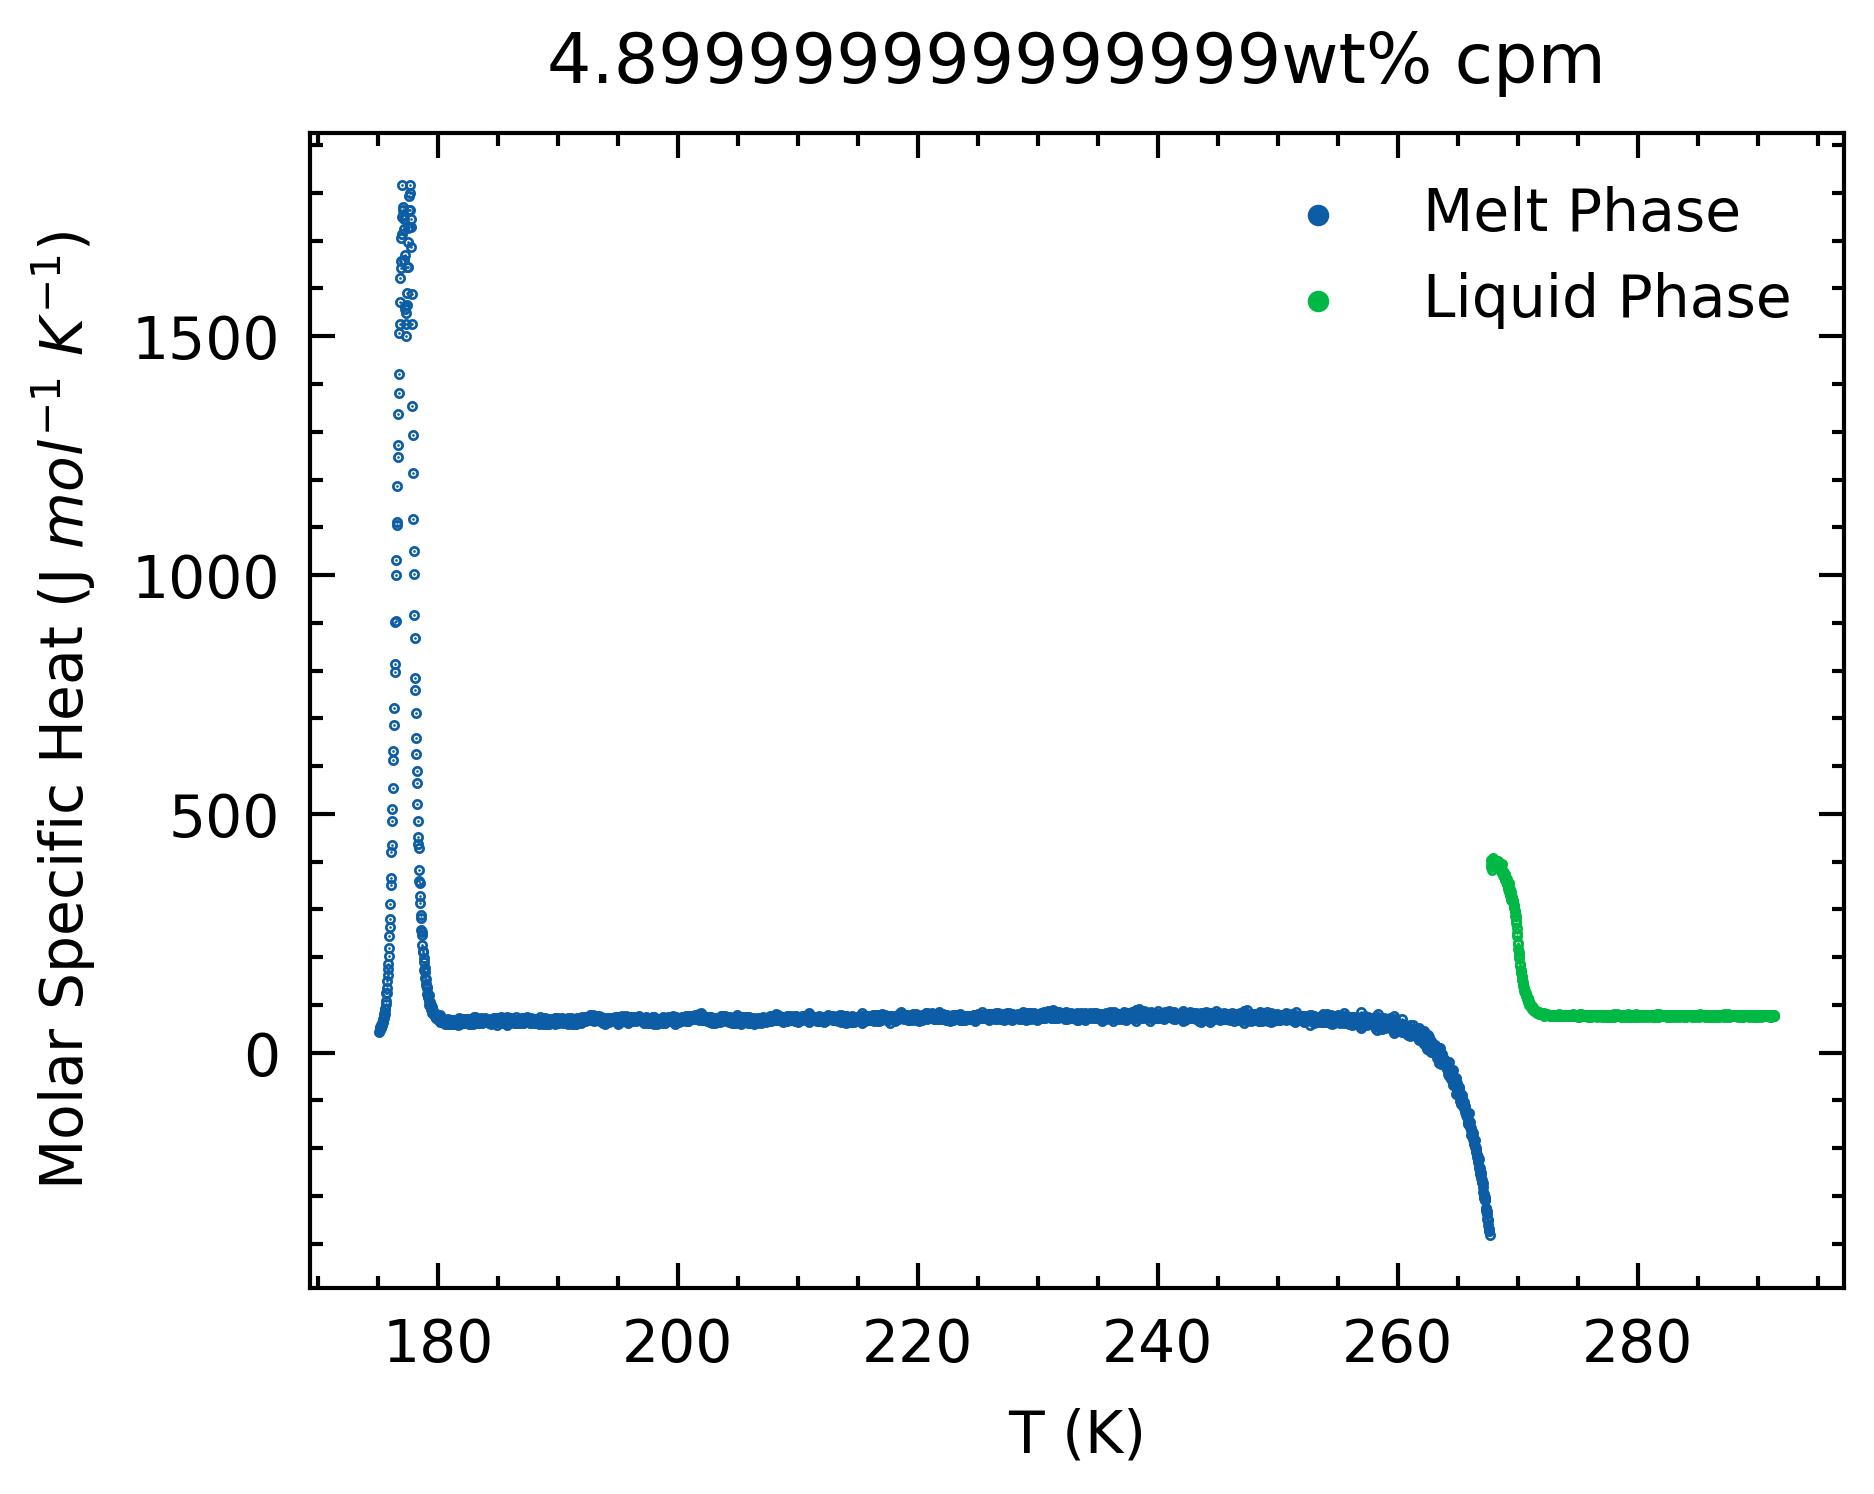 4.8999999999999999wt% cpm
Molar Specific Heat (J mol⁻¹ K⁻¹)
1500
1000
500
0
Melt Phase
Liquid Phase
180 200 220 240 260 280
T (K)